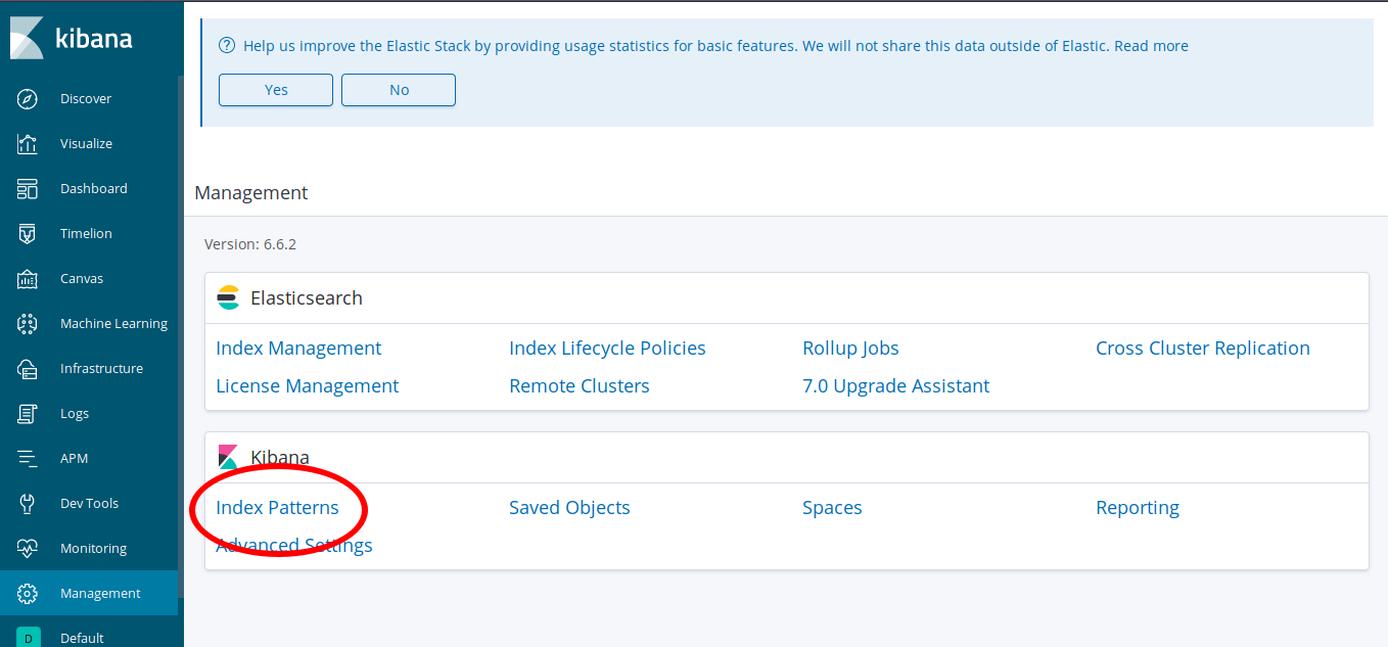 kibana
Discover
Visualize
Dashboard
Timelion
Canvas
Machine Learning
Infrastructure
Logs
APM
Dev Tools
Monitoring
Management
D Default
Help us improve the Elastic Stack by providing usage statistics for basic features. We will not share this data outside of Elastic. Read more
Yes No
Management
Version: 6.6.2
Elasticsearch
Index Management Index Lifecycle Policies Rollup Jobs Cross Cluster Replication
License Management Remote Clusters 7.0 Upgrade Assistant
Kibana
Index Patterns Saved Objects Spaces Reporting
Advanced Settings